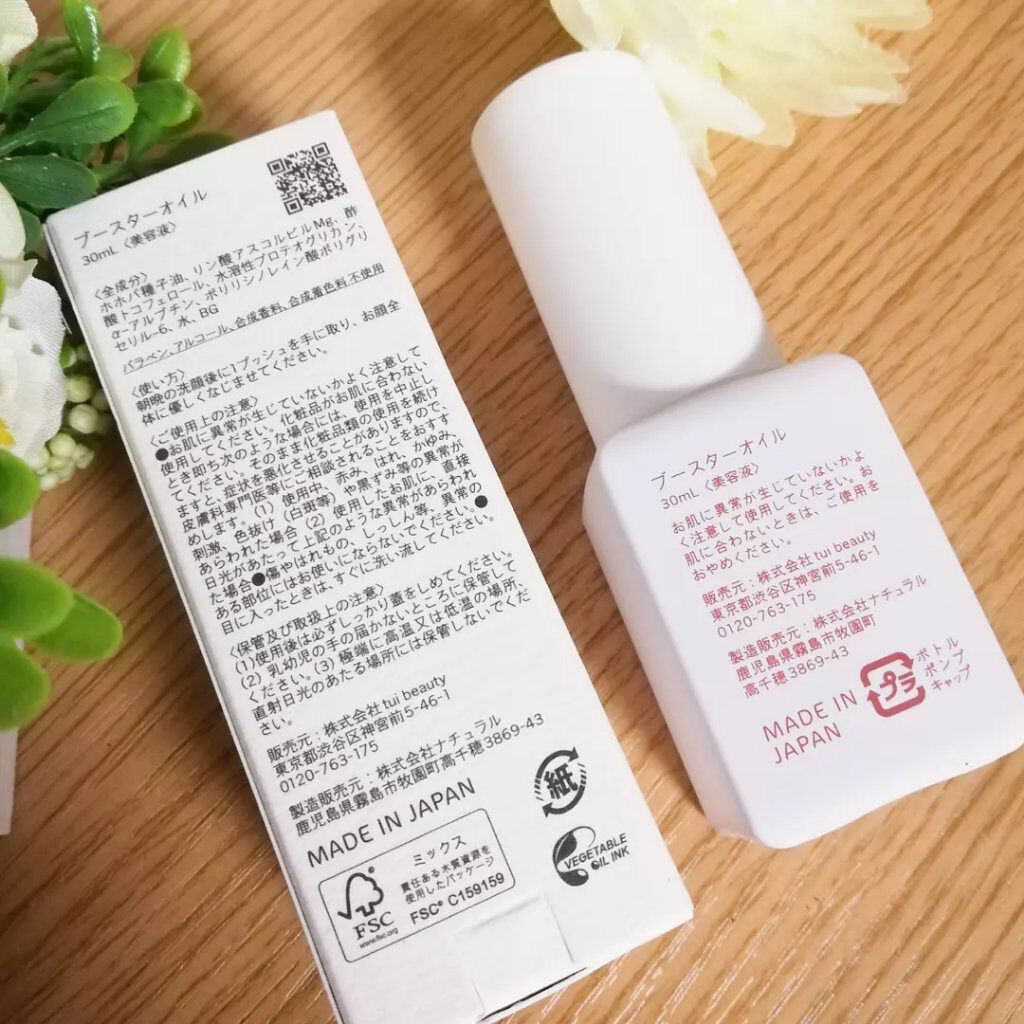 ブースターオイル
30mL〈美容液〉
〈全成分〉
ホホバ種子油、リン酸アスコルビルMg、酢
酸トコフェロール、水溶性プロテオグリカン、
α-アルブチン、ポリリシノレイン酸ポリグリ
セリル-6、水、BG
パラベン、アルコール、合成香料、合成着色料不使用
〈使い方〉
朝晩の洗顔後に1プッシュを手に取り、お顔全
体に優しくなじませてください。
〈ご使用上の注意〉
●お肌に異常が生じていないかよく注意して
使用してください。化粧品がお肌に合わない
とき即ち次のような場合には、使用を中止し
てください。そのまま化粧品類の使用を続け
ますと、症状を悪化させることがありますので、
皮膚科専門医等にご相談されることをおすす
めします。(1) 使用中、赤み、はれ、かゆみ、
刺激、色抜け（白斑等）や黒ずみ等の異常が
あらわれた場合 (2) 使用したお肌に、直接
日光があたって上記のような異常があらわれ
た場合●傷やはれもの、しっしん等、異常の
ある部位にはお使いにならないでください。●
目に入ったときは、すぐに洗い流してください。
〈保管及び取扱上の注意〉
(1)使用後は必ずしっかり蓋をしめてください。
(2) 乳幼児の手の届かないところに保管して
ください。(3) 極端に高温又は低温の場所、
直射日光のあたる場所には保管しないでくだ
さい。
販売元：株式会社tui beauty
東京都渋谷区神宮前5-46-1
0120-763-175
製造販売元：株式会社ナチュラル
鹿児島県霧島市牧園町高千穂3869-43
MADE IN JAPAN
紙
VEGETABLE
OIL INK
FSC
www.fsc.org
ミックス
責任ある木質資源を
使用したパッケージ
FSC® C159159
ブースターオイル
30mL〈美容液〉
お肌に異常が生じていないかよ
く注意して使用してください。お
肌に合わないときは、ご使用を
おやめください。
販売元：株式会社tui beauty
東京都渋谷区神宮前5-46-1
0120-763-175
製造販売元：株式会社ナチュラル
鹿児島県霧島市牧園町
高千穂3869-43
MADE IN
JAPAN
プラ
ボトル
ポンプ
キャップ